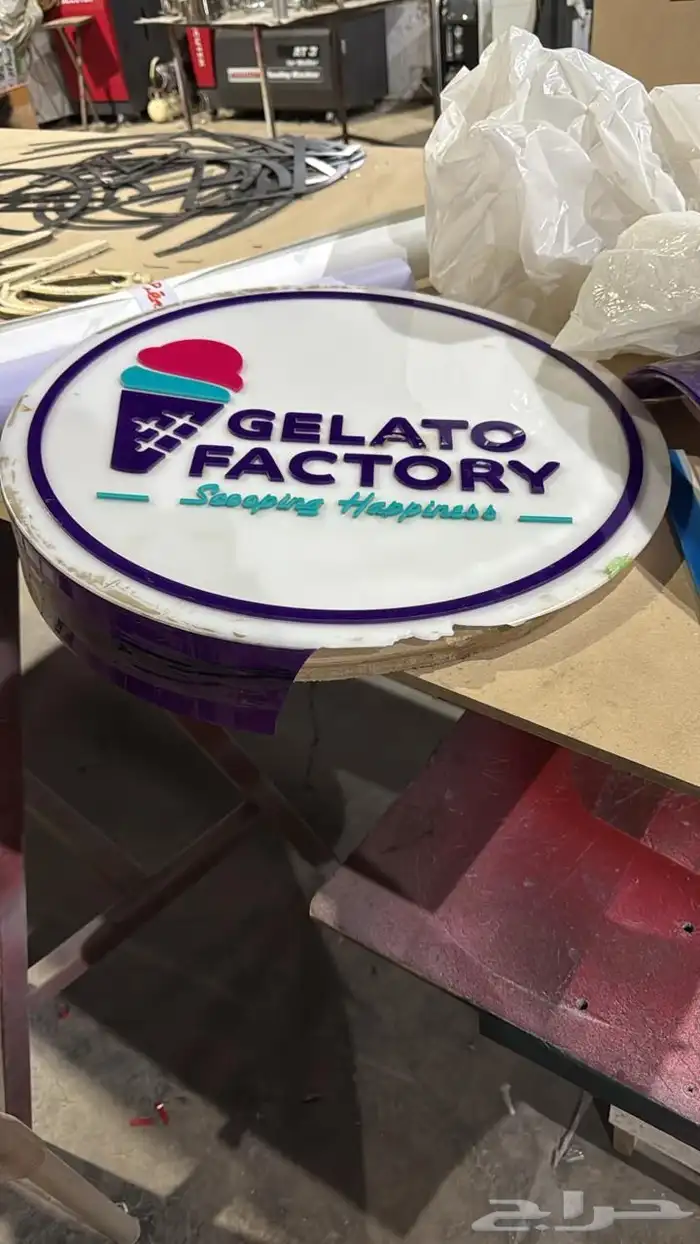 GELATO
FACTORY
Scooping Happiness
حراج